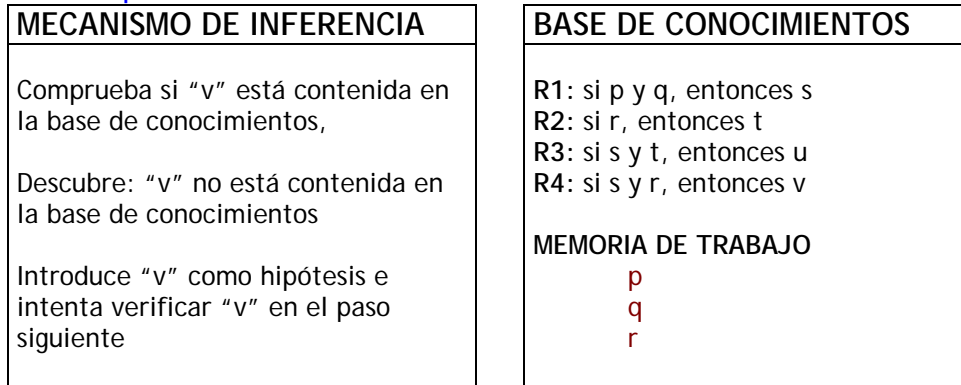 MECANISMO DE INFERENCIA
Comprueba si “v” está contenida en
la base de conocimientos,
Descubre: “v” no está contenida en
la base de conocimientos
Introduce “v” como hipótesis e
intenta verificar “v” en el paso
siguiente
BASE DE CONOCIMIENTOS
R1: si p y q, entonces s
R2: si r, entonces t
R3: si s y t, entonces u
R4: si s y r, entonces v
MEMORIA DE TRABAJO
p
q
r